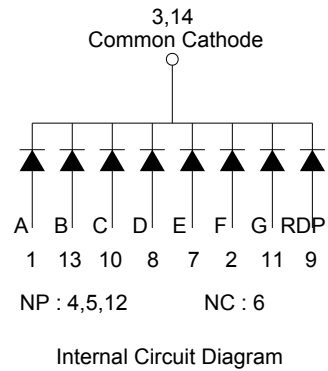 3,14
Common Cathode
A B C D E F G RDP
1 13 10 8 7 2 11 9
NP : 4,5,12 NC : 6
Internal Circuit Diagram